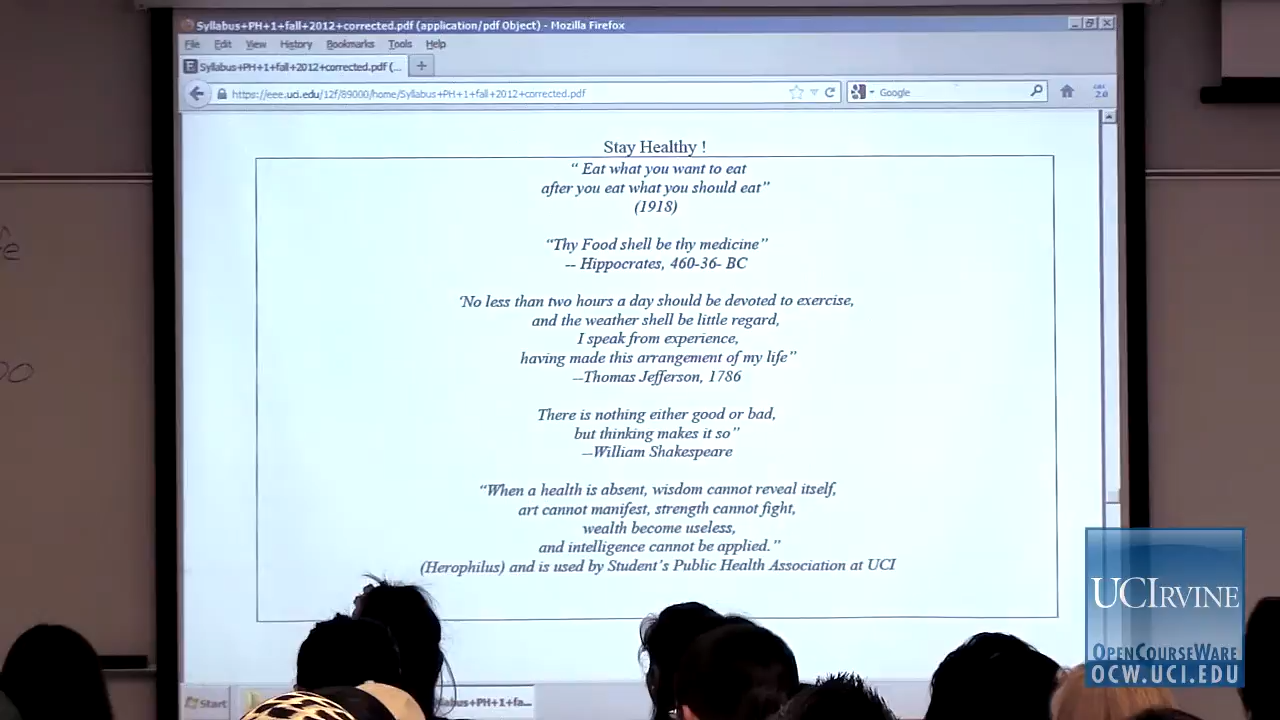 Syllabus+PH+1+fall+2012+corrected.pdf (application/pdf Object) - Mozilla Firefox
File Edit View History Bookmarks Tools Help
Syllabus+PH+1+fall+2012+corrected.pdf (...
https://eee.uci.edu/12f/89000/home/Syllabus+PH+1+fall+2012+corrected.pdf
Google
Stay Healthy !
“ Eat what you want to eat
after you eat what you should eat”
(1918)
“Thy Food shell be thy medicine”
-- Hippocrates, 460-36- BC
‘No less than two hours a day should be devoted to exercise,
and the weather shell be little regard,
I speak from experience,
having made this arrangement of my life”
--Thomas Jefferson, 1786
There is nothing either good or bad,
but thinking makes it so”
--William Shakespeare
“When a health is absent, wisdom cannot reveal itself,
art cannot manifest, strength cannot fight,
wealth become useless,
and intelligence cannot be applied.”
(Herophilus) and is used by Student’s Public Health Association at UCI
UCIRVINE
OPENCOURSEWARE
OCW.UCI.EDU
Start
labus+PH+1+fa...